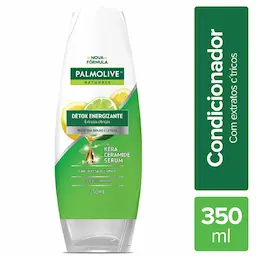 NOVA
FÓRMULA
PALMOLIVE
NATURALS
DETOX ENERGIZANTE
Extratos cítricos
KERA
CERAMIDE
SERUM
Condicionador
Com extratos cítricos
350
ml